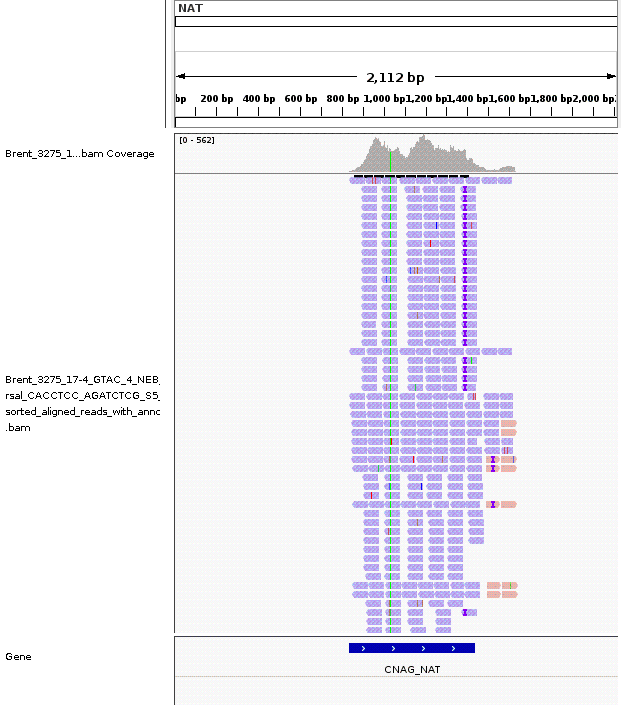 NAT
2,112 bp
bp 200 bp 400 bp 600 bp 800 bp 1,000 bp 1,200 bp 1,400 bp 1,600 bp 1,800 bp 2,000 bp
[0 - 562]
Brent_3275_1...bam Coverage
Brent_3275_17-4_GTAC_4_NEB_
rsal_CACCTCC_AGATCTCG_S5_
sorted_aligned_reads_with_annc
.bam
Gene
CNAG_NAT